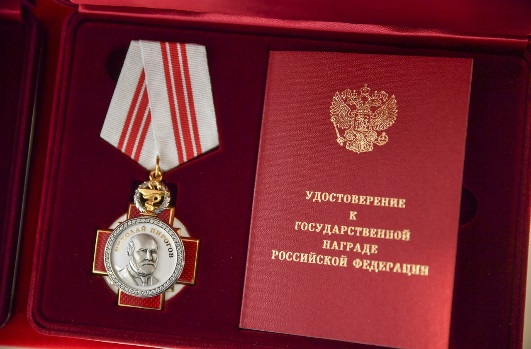 НИКОЛАЙ ПИРОГОВ
УДОСТОВЕРЕНИЕ
К
ГОСУДАРСТВЕННОЙ
НАГРАДЕ
РОССИЙСКОЙ ФЕДЕРАЦИИ